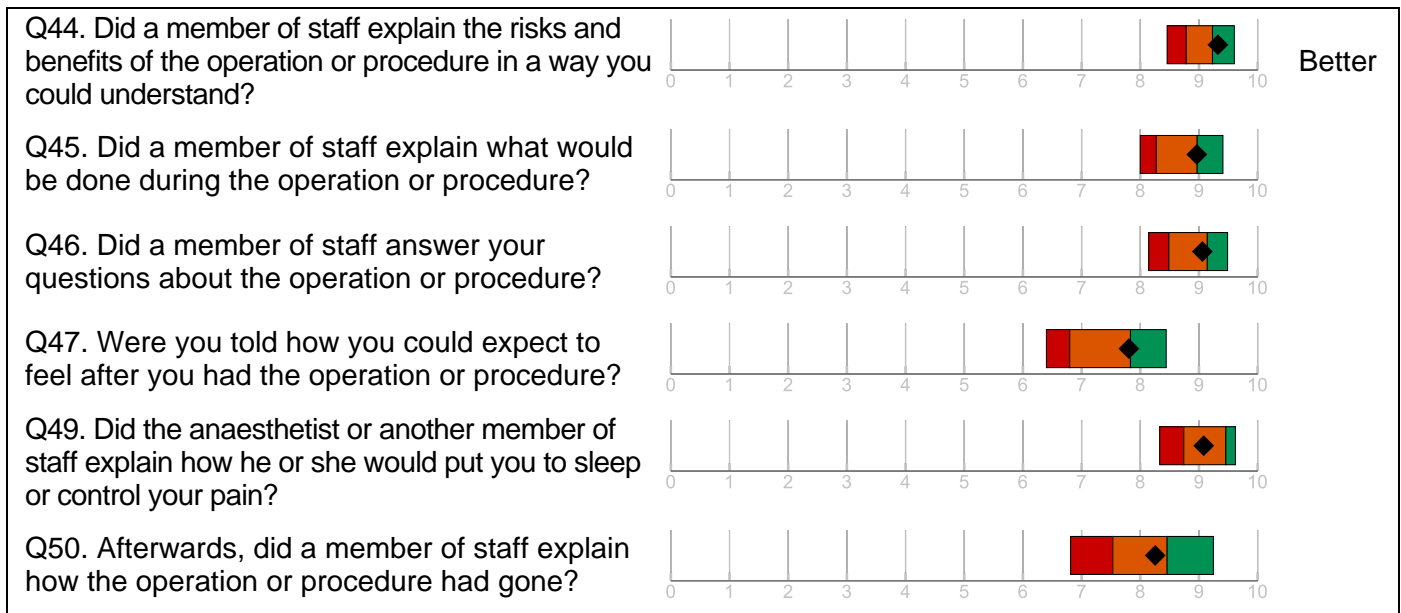 Q44. Did a member of staff explain the risks and
benefits of the operation or procedure in a way you
could understand?
0 1 2 3 4 5 6 7 8 9 10
Better
Q45. Did a member of staff explain what would
be done during the operation or procedure?
0 1 2 3 4 5 6 7 8 9 10
Q46. Did a member of staff answer your
questions about the operation or procedure?
0 1 2 3 4 5 6 7 8 9 10
Q47. Were you told how you could expect to
feel after you had the operation or procedure?
0 1 2 3 4 5 6 7 8 9 10
Q49. Did the anaesthetist or another member of
staff explain how he or she would put you to sleep
or control your pain?
0 1 2 3 4 5 6 7 8 9 10
Q50. Afterwards, did a member of staff explain
how the operation or procedure had gone?
0 1 2 3 4 5 6 7 8 9 10